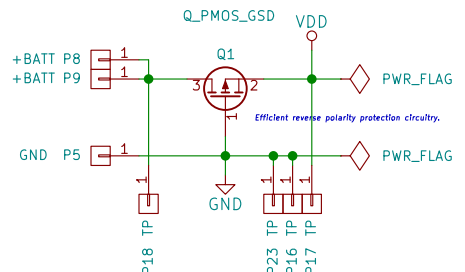 Q_PMOS_GSD
VDD
+BATT P8 1
Q1
+BATT P9 1
3
2
PWR_FLAG
Efficient reverse polarity protection circuitry.
1
GND P5 1
PWR_FLAG
1
1
1
1
GND
P18 TP
P23 TP
P16 TP
P17 TP